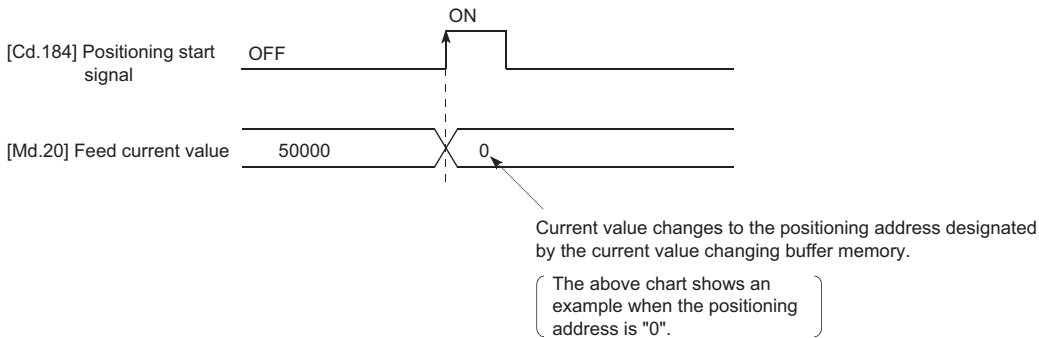 ON
[Cd.184] Positioning start
signal
OFF
[Md.20] Feed current value
50000
0
Current value changes to the positioning address designated
by the current value changing buffer memory.
The above chart shows an
example when the positioning
address is "0".